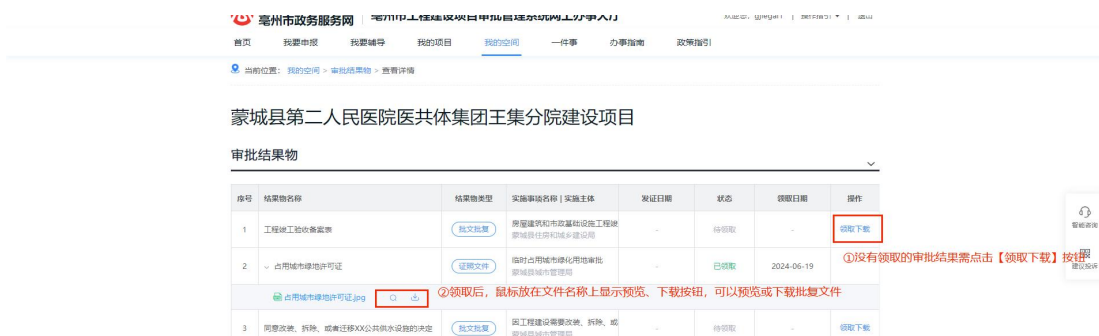 亳州市政务服务网 | 亳州市工程建设项目审批管理系统网上办事大厅
首页 我要申报 我要辅导 我的项目 我的空间 一件事 办事指南 政策指引
当前位置: 我的空间 > 审批结果物 > 查看详情
蒙城县第二人民医院医共体集团王集分院建设项目
审批结果物
序号 结果物名称 结果物类型 实施事项名称 | 实施主体 发证日期 状态 领取日期 操作
1 工程竣工验收备案表 批文批复 房屋建筑和市政基础设施工程竣 - 待领取 - 领取下载
蒙城县住房和城乡建设局
2 占用城市绿地许可证 证照文件 临时占用城市绿化用地审批 - 已领取 2024-06-19
蒙城县城市管理局
①没有领取的审批结果需点击【领取下载】按钮
占用城市绿地许可证.jpg ②领取后，鼠标放在文件名称上显示预览、下载按钮，可以预览或下载批复文件
3 同意改装、拆除、或者迁移XX公共供水设施的决定 批文批复 因工程建设需要改装、拆除、或 - 待领取 - 领取下载
蒙城县城市管理局
智能咨询
建议投诉